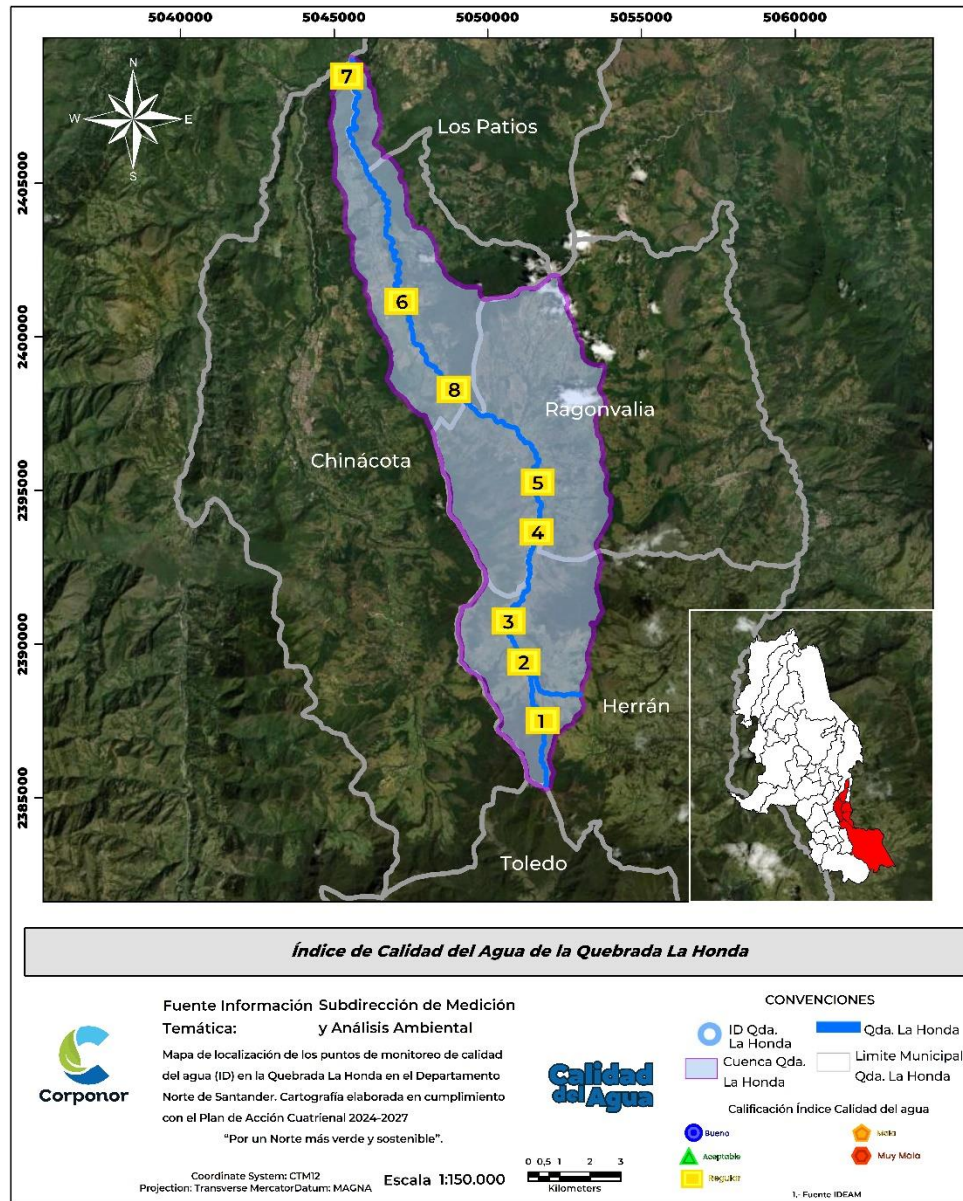 5040000 5045000 5050000 5055000 5060000
N
W E
S
7
Los Patios
2405000
6
2400000
8
Ragonvalia
Chinácota
2395000
5
4
3
2390000
2
Herrán
1
2385000
Toledo
Índice de Calidad del Agua de la Quebrada La Honda
Corponor
Fuente Información Subdirección de Medición
Temática: y Análisis Ambiental
Mapa de localización de los puntos de monitoreo de calidad
del agua (ID) en la Quebrada La Honda en el Departamento
Norte de Santander. Cartografía elaborada en cumplimiento
con el Plan de Acción Cuatrienal 2024-2027
"Por un Norte más verde y sostenible".
Coordinate System: CTM12
Projection: Transverse MercatorDatum: MAGNA
Escala 1:150.000
Calidad
del Agua
0 0,5 1 2 3
Kilometers
CONVENCIONES
ID Qda.
La Honda
Qda. La Honda
Cuenca Qda.
La Honda
Limite Municipal
Qda. La Honda
Calificación Índice Calidad del agua
Bueno
Mala
Aceptable
Muy Mala
Regular
1,- Fuente IDEAM